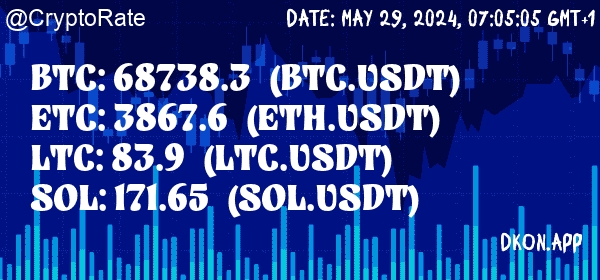 @CryptoRate
DATE: MAY 29, 2024, 07:05:05 GMT+1
BTC: 68738.3 (BTC.USDT)
ETC: 3867.6 (ETH.USDT)
LTC: 83.9 (LTC.USDT)
SOL: 171.65 (SOL.USDT)
DKON.APP